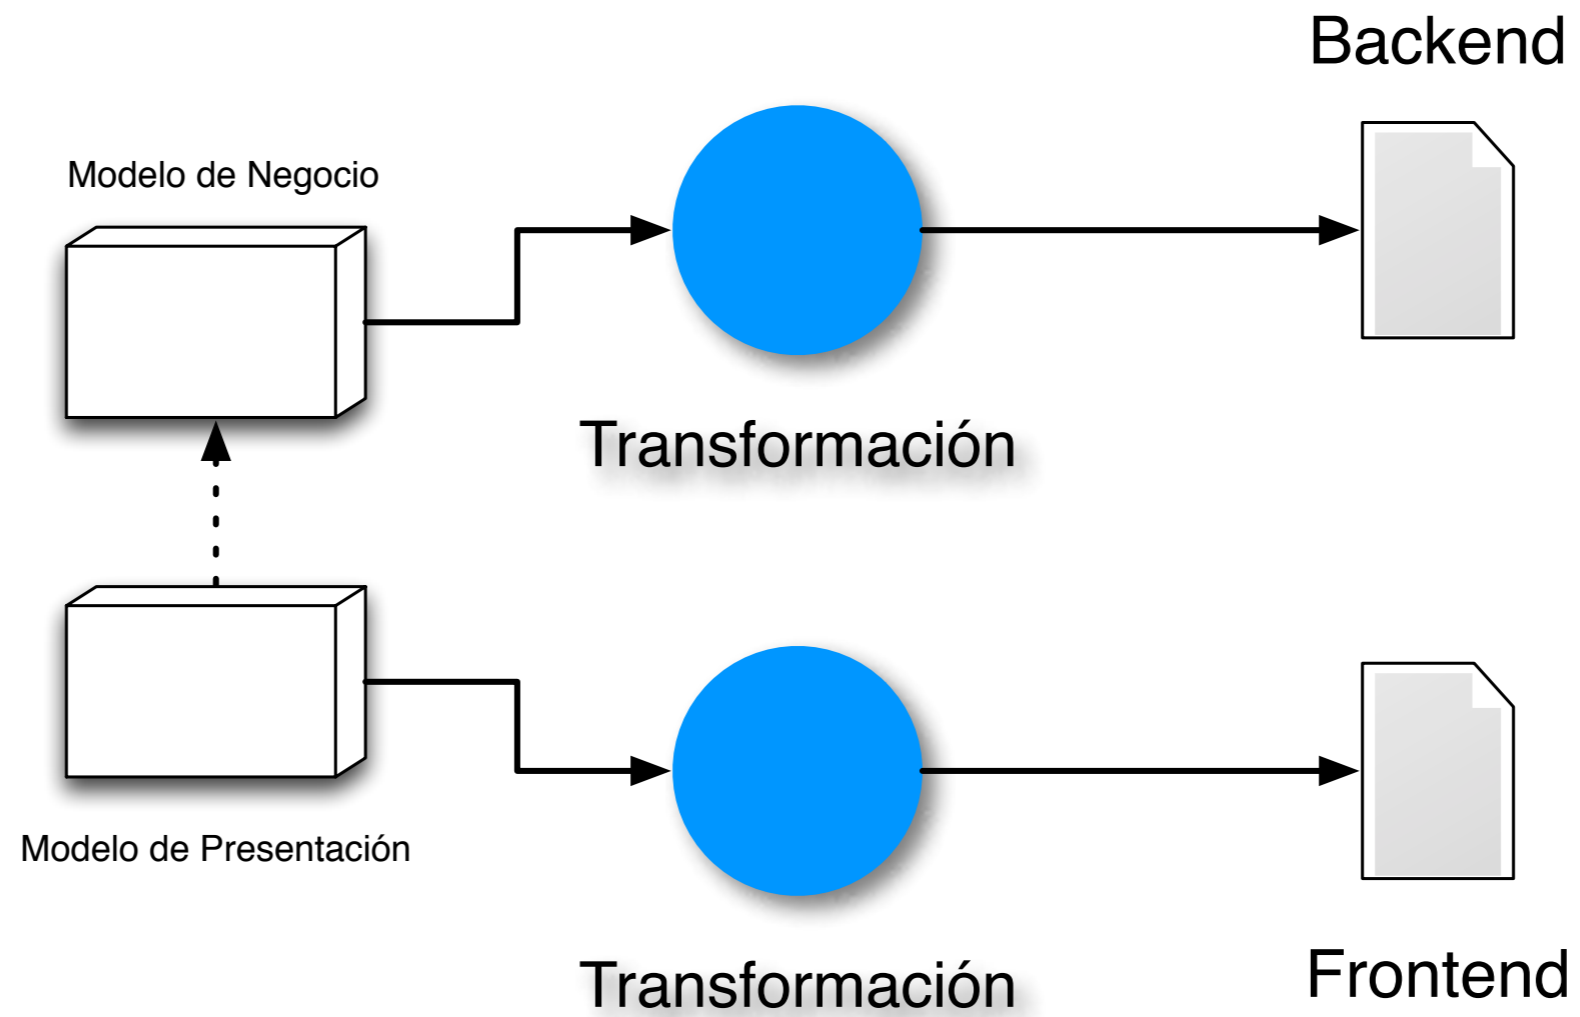 Backend
Modelo de Negocio
Transformación
Modelo de Presentación
Transformación
Frontend